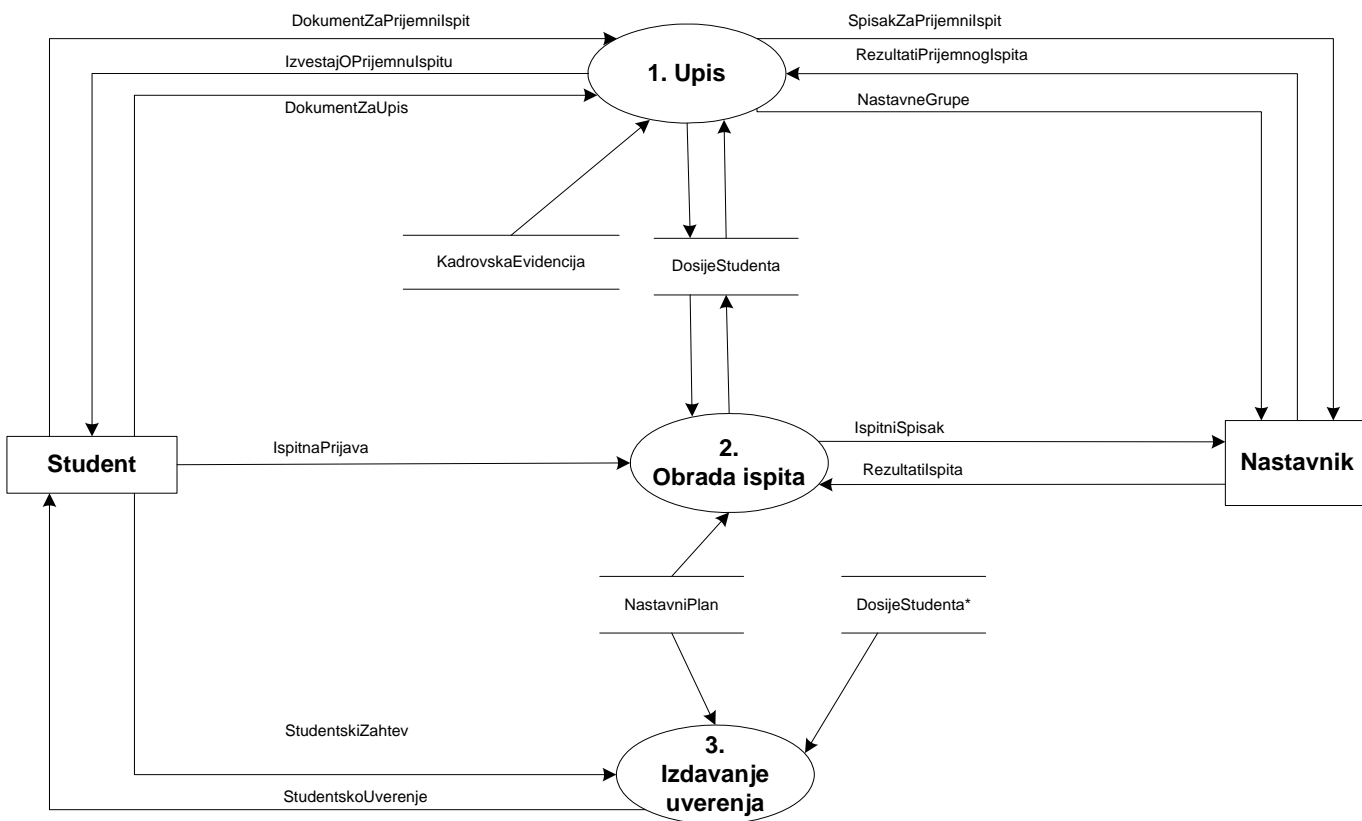 DokumentZaPrijemniIspit
SpisakZaPrijemniIspit
IzvestajOPrijemnuIspitu
1. Upis
RezultatiPrijemnogIspita
DokumentZaUpis
NastavneGrupe
KadrovskaEvidencija
DosijeStudenta
Student
IspitnaPrijava
2.
Obrada ispita
IspitniSpisak
RezultatiIspita
Nastavnik
NastavniPlan
DosijeStudenta*
StudentskiZahtev
3.
Izdavanje
uverenja
StudentskoUverenje